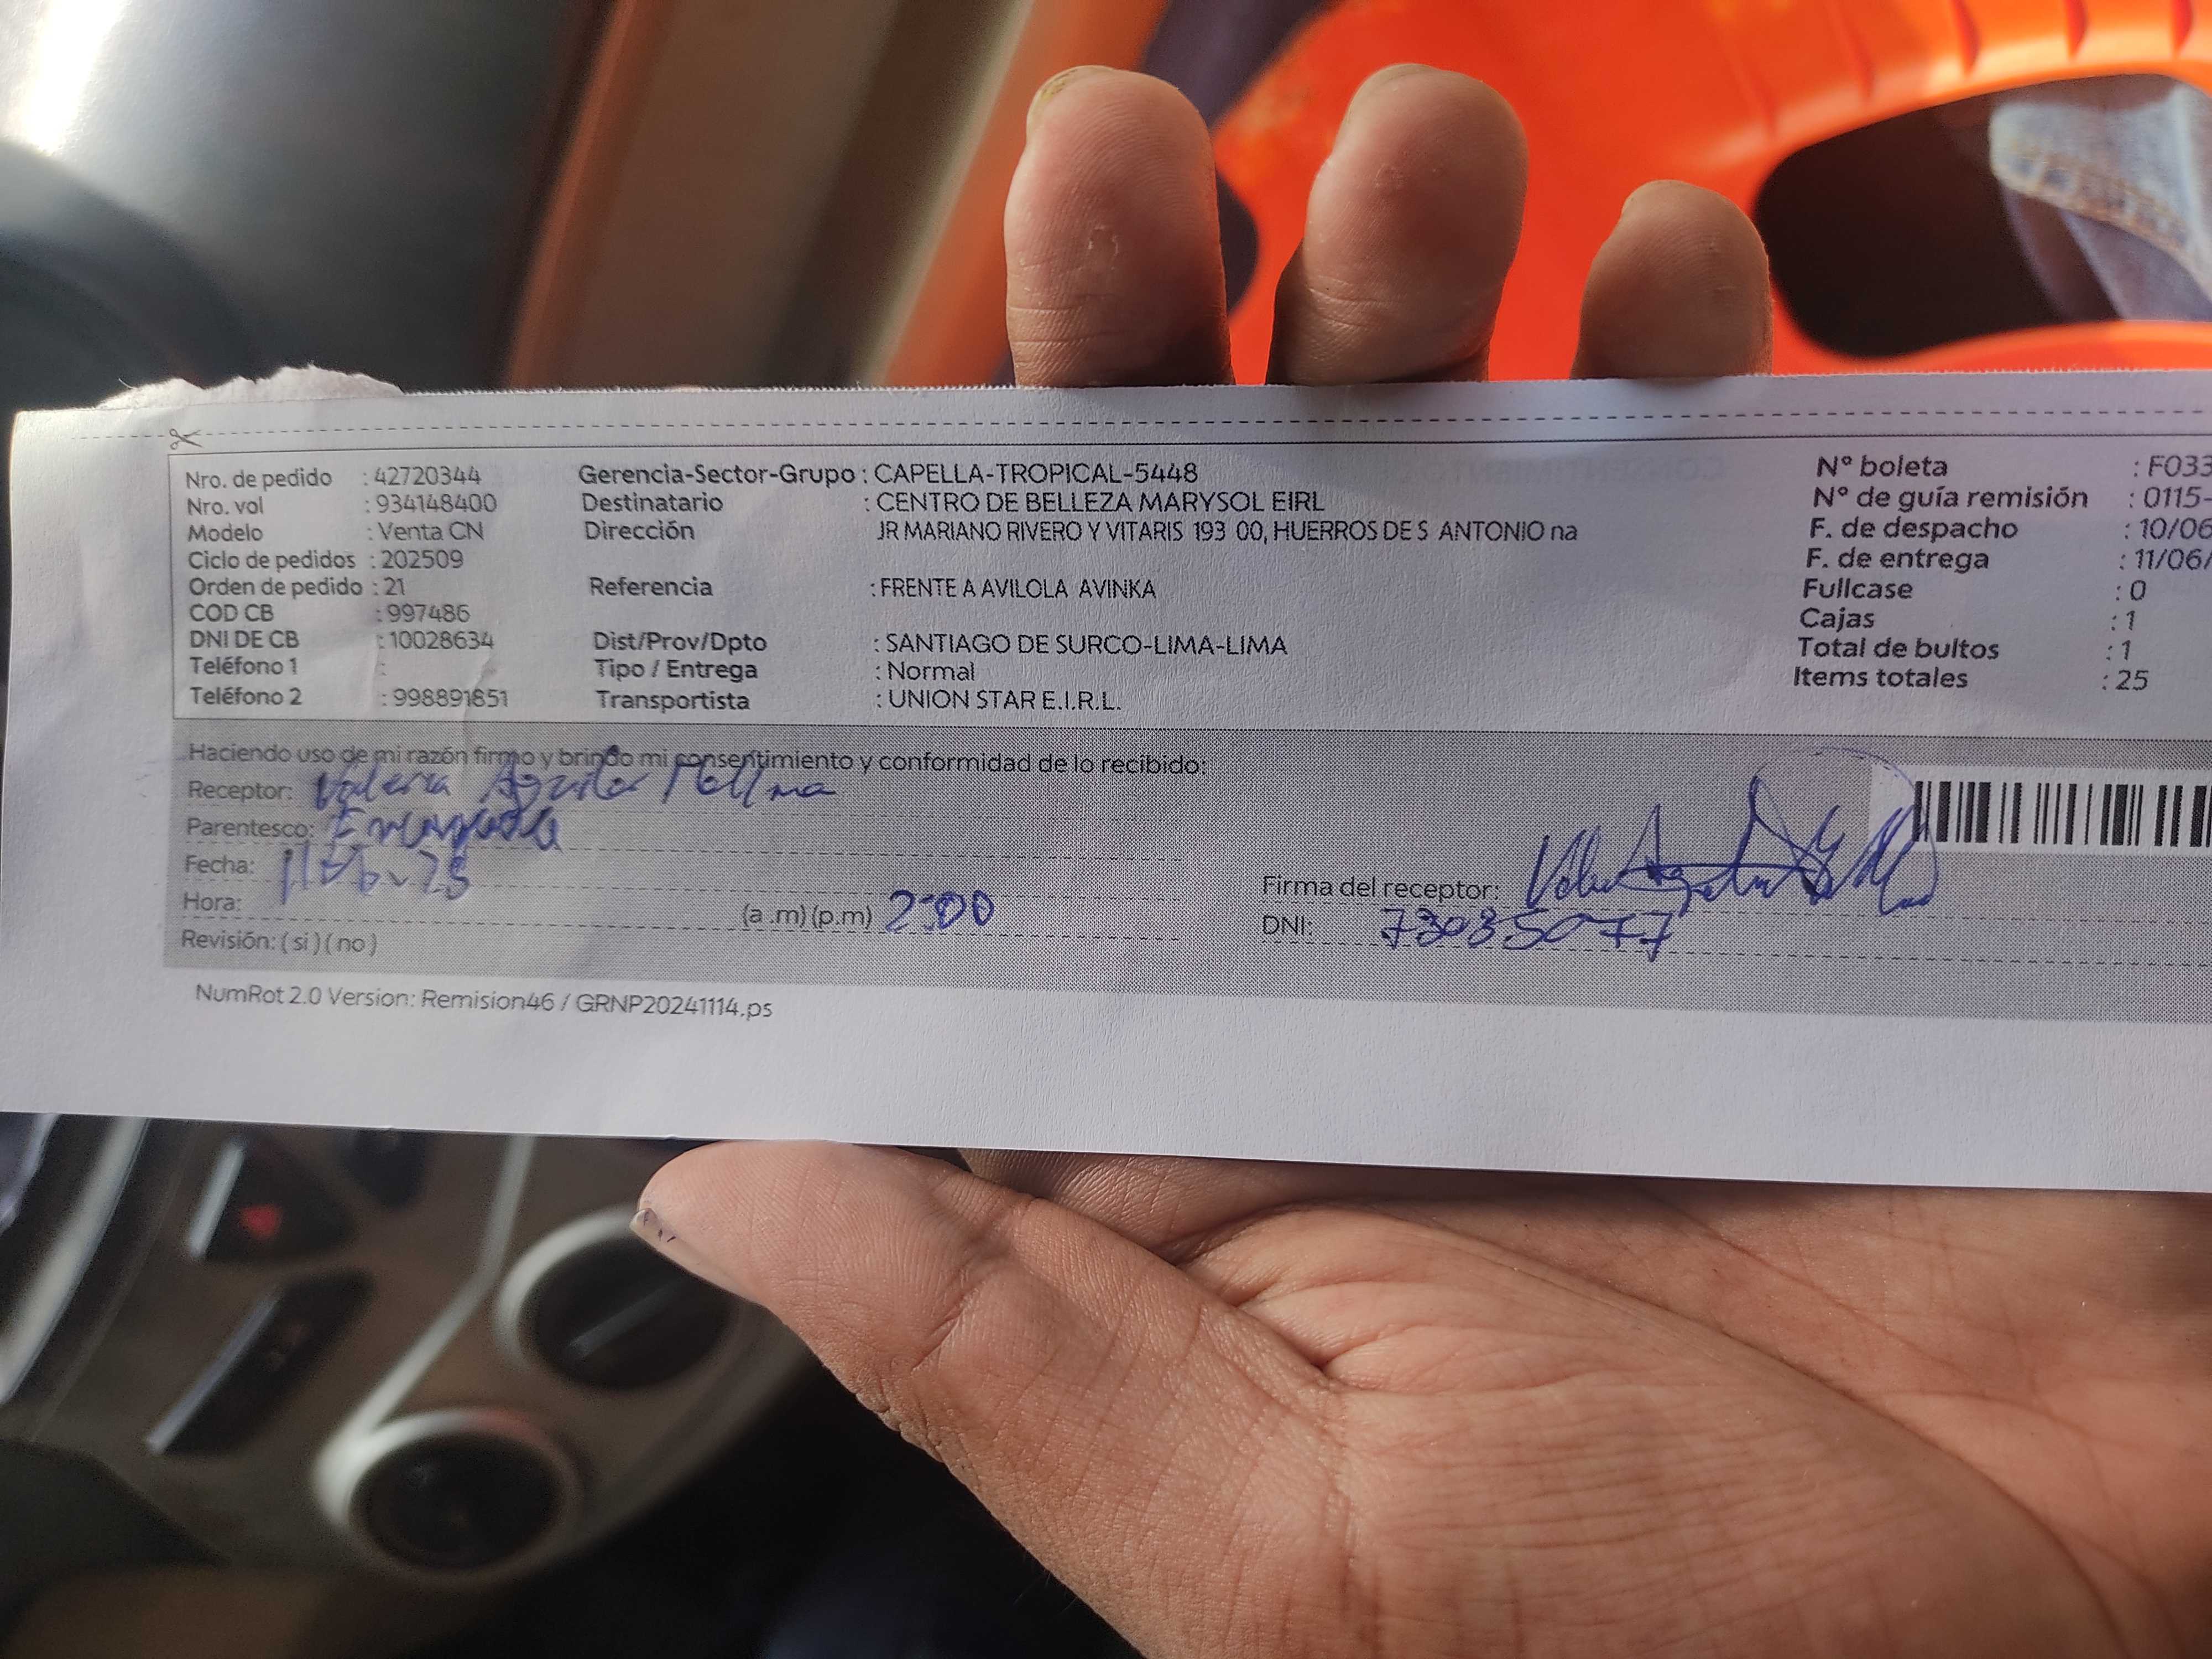 Nro. de pedido : 42720344
Nro. vol : 934148400
Modelo : Venta CN
Ciclo de pedidos : 202509
Orden de pedido : 21
COD CB : 997486
DNI DE CB : 10028634
Teléfono 1 :
Teléfono 2 : 998891851
Gerencia-Sector-Grupo : CAPELLA-TROPICAL-5448
Destinatario : CENTRO DE BELLEZA MARYSOL EIRL
Dirección JR MARIANO RIVERO Y VITARIS 193 00, HUERROS DE S ANTONIO na
Referencia : FRENTE A AVILOLA AVINKA
Dist/Prov/Dpto : SANTIAGO DE SURCO-LIMA-LIMA
Tipo / Entrega : Normal
Transportista : UNION STAR E.I.R.L.
N° boleta : F033
N° de guía remisión : 0115-
F. de despacho : 10/06
F. de entrega : 11/06/
Fullcase : 0
Cajas : 1
Total de bultos : 1
Items totales : 25
Haciendo uso de mi razón firmo y brindo mi consentimiento y conformidad de lo recibido:
Receptor: Valeria Aguilar
Parentesco: Encargada
Fecha:
Hora: (a .m) (p.m) 2:00
Revisión: ( si ) ( no )
Firma del receptor:
DNI: 73035077
NumRot 2.0 Version: Remision46 / GRNP20241114.ps